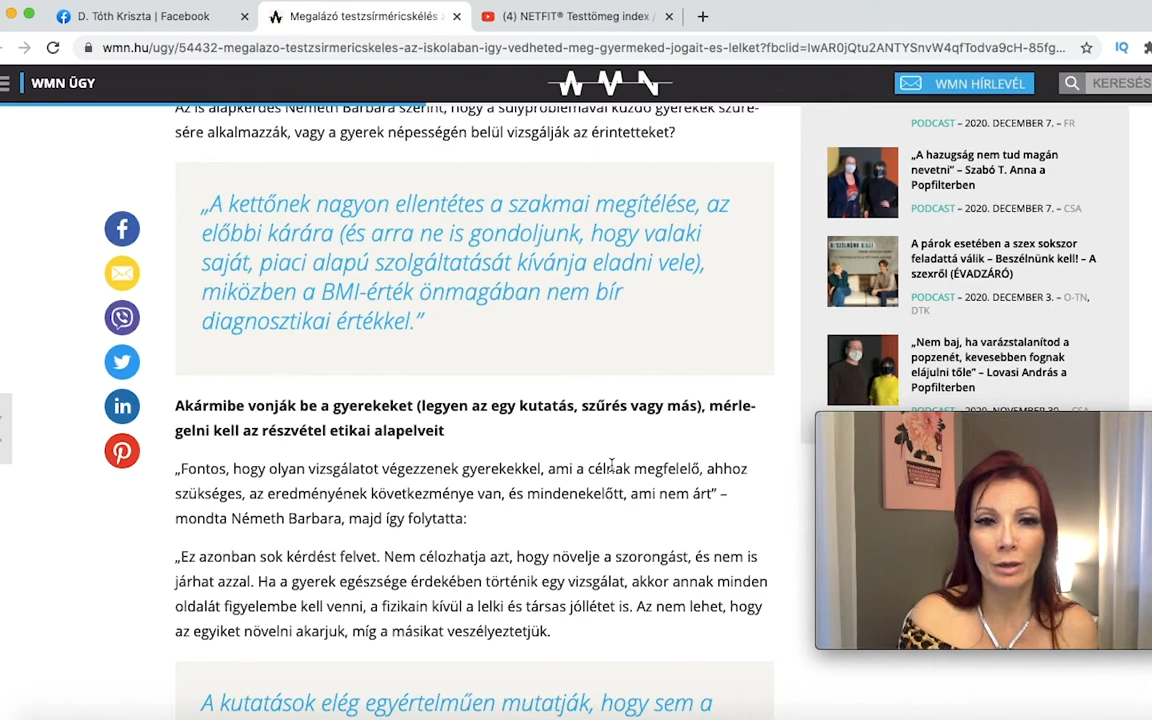 D. Tóth Kriszta | Facebook
Megalázó testzsírméricskélés
(4) NETFIT® Testtömeg index /
wmn.hu/ugy/54432-megalazo-testzsirmericskeles-az-iskolaban-igy-vedheted-meg-gyermeked-jogait-es-lelket?fbclid=IwAR0jQtu2ANTYSnvW4qfTodva9cH-85fg...
IQ
WMN ÜGY
WMN
WMN HÍRLEVÉL
KERESÉS
Az is alapkérdés Németh Barbara szerint, hogy a súlyproblémával küzdő gyerekek szűré-
sére alkalmazzák, vagy a gyerek népességén belül vizsgálják az érintetteket?
„A kettőnek nagyon ellentétes a szakmai megítélése, az
előbbi kárára (és arra ne is gondoljunk, hogy valaki
saját, piaci alapú szolgáltatását kívánja eladni vele),
miközben a BMI-érték önmagában nem bír
diagnosztikai értékkel.”
Akármibe vonják be a gyerekeket (legyen az egy kutatás, szűrés vagy más), mérle-
gelni kell az részvétel etikai alapelveit
„Fontos, hogy olyan vizsgálatot végezzenek gyerekekkel, ami a célnak megfelelő, ahhoz
szükséges, az eredményének következménye van, és mindenekelőtt, ami nem árt” –
mondta Németh Barbara, majd így folytatta:
„Ez azonban sok kérdést felvet. Nem célozhatja azt, hogy növelje a szorongást, és nem is
járhat azzal. Ha a gyerek egészsége érdekében történik egy vizsgálat, akkor annak minden
oldalát figyelembe kell venni, a fizikain kívül a lelki és társas jóllétet is. Az nem lehet, hogy
az egyiket növelni akarjuk, míg a másikat veszélyeztetjük.
A kutatások elég egyértelműen mutatják, hogy sem a
PODCAST – 2020. DECEMBER 7. – FR
„A hazugság nem tud magán
nevetni” – Szabó T. Anna a
Popfilterben
PODCAST – 2020. DECEMBER 7. – CSA
A párok esetében a szex sokszor
feladattá válik – Beszélnünk kell! – A
szexről (ÉVADZÁRÓ)
PODCAST – 2020. DECEMBER 3. – O-TN,
DTK
„Nem baj, ha varázstalanítod a
popzenét, kevesebben fognak
elájulni tőle” – Lovasi András a
Popfilterben
PODCAST – 2020. NOVEMBER 30. – CSA